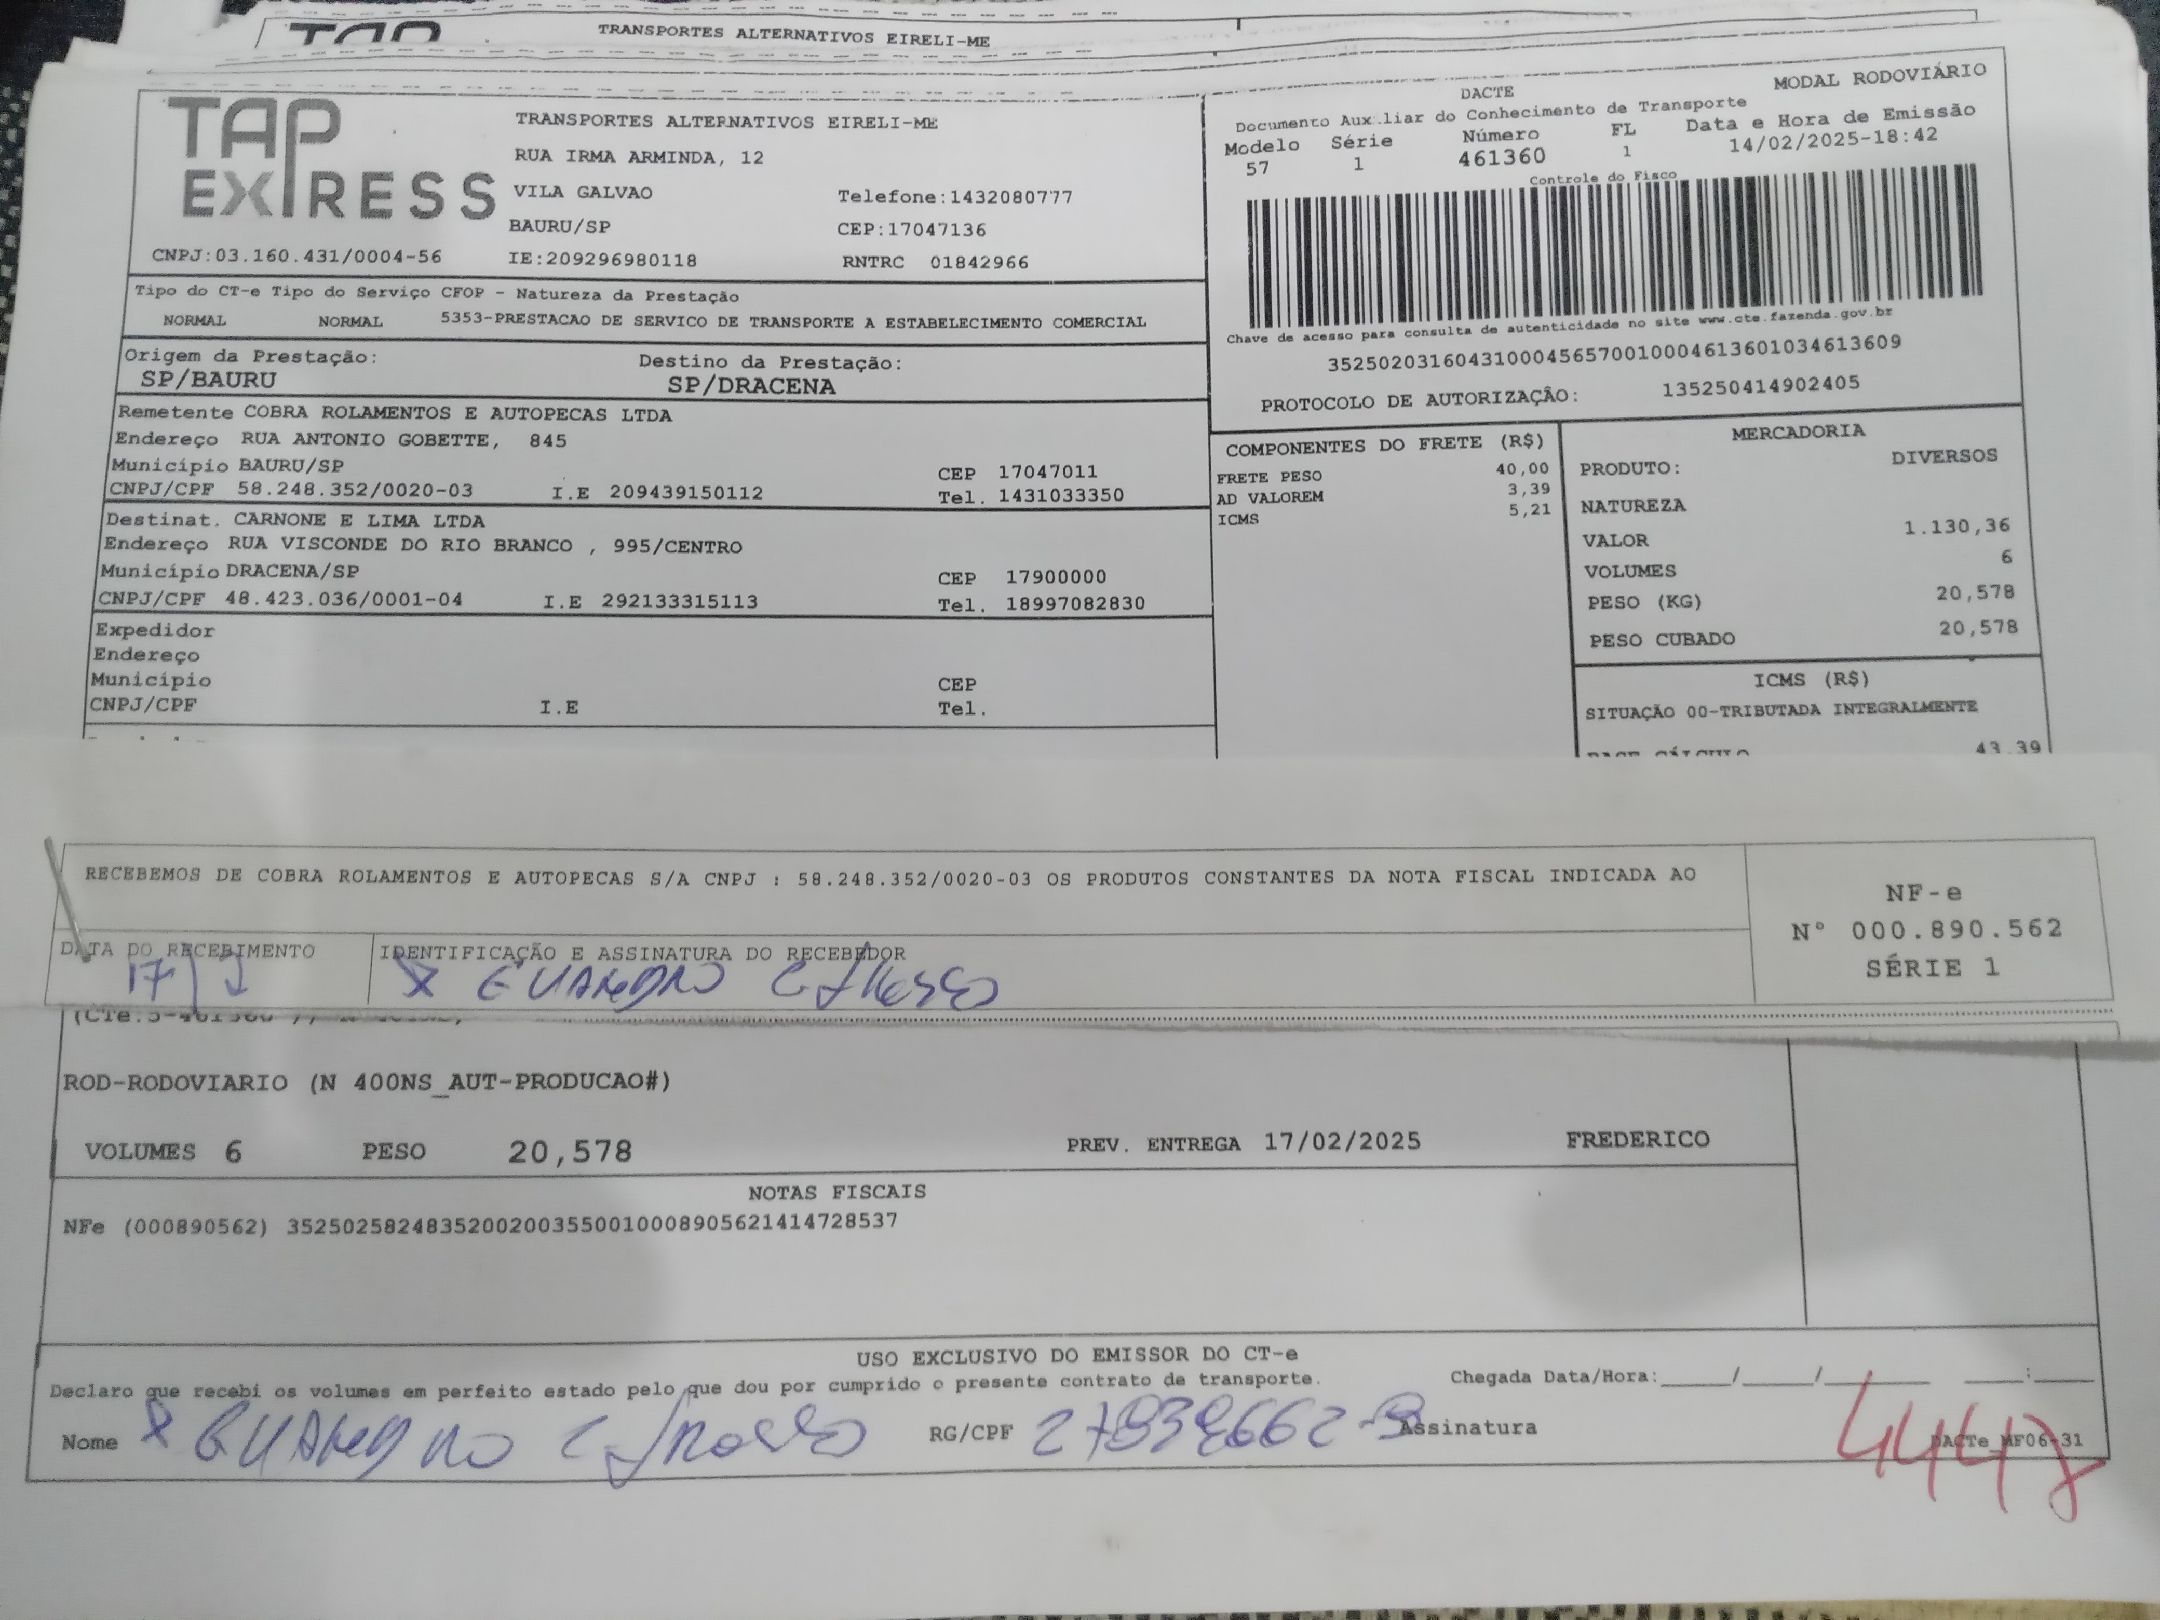 TRANSPORTES ALTERNATIVOS EIRELI-ME
TAP EXPRESS
TRANSPORTES ALTERNATIVOS EIRELI-ME
RUA IRMA ARMINDA, 12
VILA GALVAO Telefone:1432080777
BAURU/SP CEP:17047136
CNPJ:03.160.431/0004-56 IE:209296980118 RNTRC 01842966
DACTE MODAL RODOVIÁRIO
Documento Aux.liar do Conhecimento de Transporte
Modelo Série Número FL Data e Hora de Emissão
57 1 461360 1 14/02/2025-18:42
Controle do Fisco
Chave de acesso para consulta de autenticidade no site www.cte.fazenda.gov.br
35250203160431000456570010004613601034613609
PROTOCOLO DE AUTORIZAÇÃO: 135250414902405
Tipo do CT-e Tipo do Serviço CFOP - Natureza da Prestação
NORMAL NORMAL 5353-PRESTACAO DE SERVICO DE TRANSPORTE A ESTABELECIMENTO COMERCIAL
Origem da Prestação: Destino da Prestação:
SP/BAURU SP/DRACENA
Remetente COBRA ROLAMENTOS E AUTOPECAS LTDA
Endereço RUA ANTONIO GOBETTE, 845
Município BAURU/SP CEP 17047011
CNPJ/CPF 58.248.352/0020-03 I.E 209439150112 Tel. 1431033350
Destinat. CARNONE E LIMA LTDA
Endereço RUA VISCONDE DO RIO BRANCO , 995/CENTRO
Município DRACENA/SP CEP 17900000
CNPJ/CPF 48.423.036/0001-04 I.E 292133315113 Tel. 18997082830
Expedidor
Endereço
Município CEP
CNPJ/CPF I.E Tel.
COMPONENTES DO FRETE (R$)
FRETE PESO 40,00
AD VALOREM 3,39
ICMS 5,21
MERCADORIA
PRODUTO: DIVERSOS
NATUREZA
VALOR 1.130,36
VOLUMES 6
PESO (KG) 20,578
PESO CUBADO 20,578
ICMS (R$)
SITUAÇÃO 00-TRIBUTADA INTEGRALMENTE
43,39
RECEBEMOS DE COBRA ROLAMENTOS E AUTOPECAS S/A CNPJ : 58.248.352/0020-03 OS PRODUTOS CONSTANTES DA NOTA FISCAL INDICADA AO
NF-e
Nº 000.890.562
SÉRIE 1
DATA DO RECEBIMENTO IDENTIFICAÇÃO E ASSINATURA DO RECEBEDOR
17/2 X EVANDRO
ROD-RODOVIARIO (N 400NS_AUT-PRODUCAO#)
VOLUMES 6 PESO 20,578 PREV. ENTREGA 17/02/2025 FREDERICO
NOTAS FISCAIS
NFe (000890562) 35250258248352002003550010008905621414728537
USO EXCLUSIVO DO EMISSOR DO CT-e
Declaro que recebi os volumes em perfeito estado pelo que dou por cumprido o presente contrato de transporte. Chegada Data/Hora:____/____/____ ___:___
Nome X EVANDRO RG/CPF Assinatura
DACTe_MF06-31